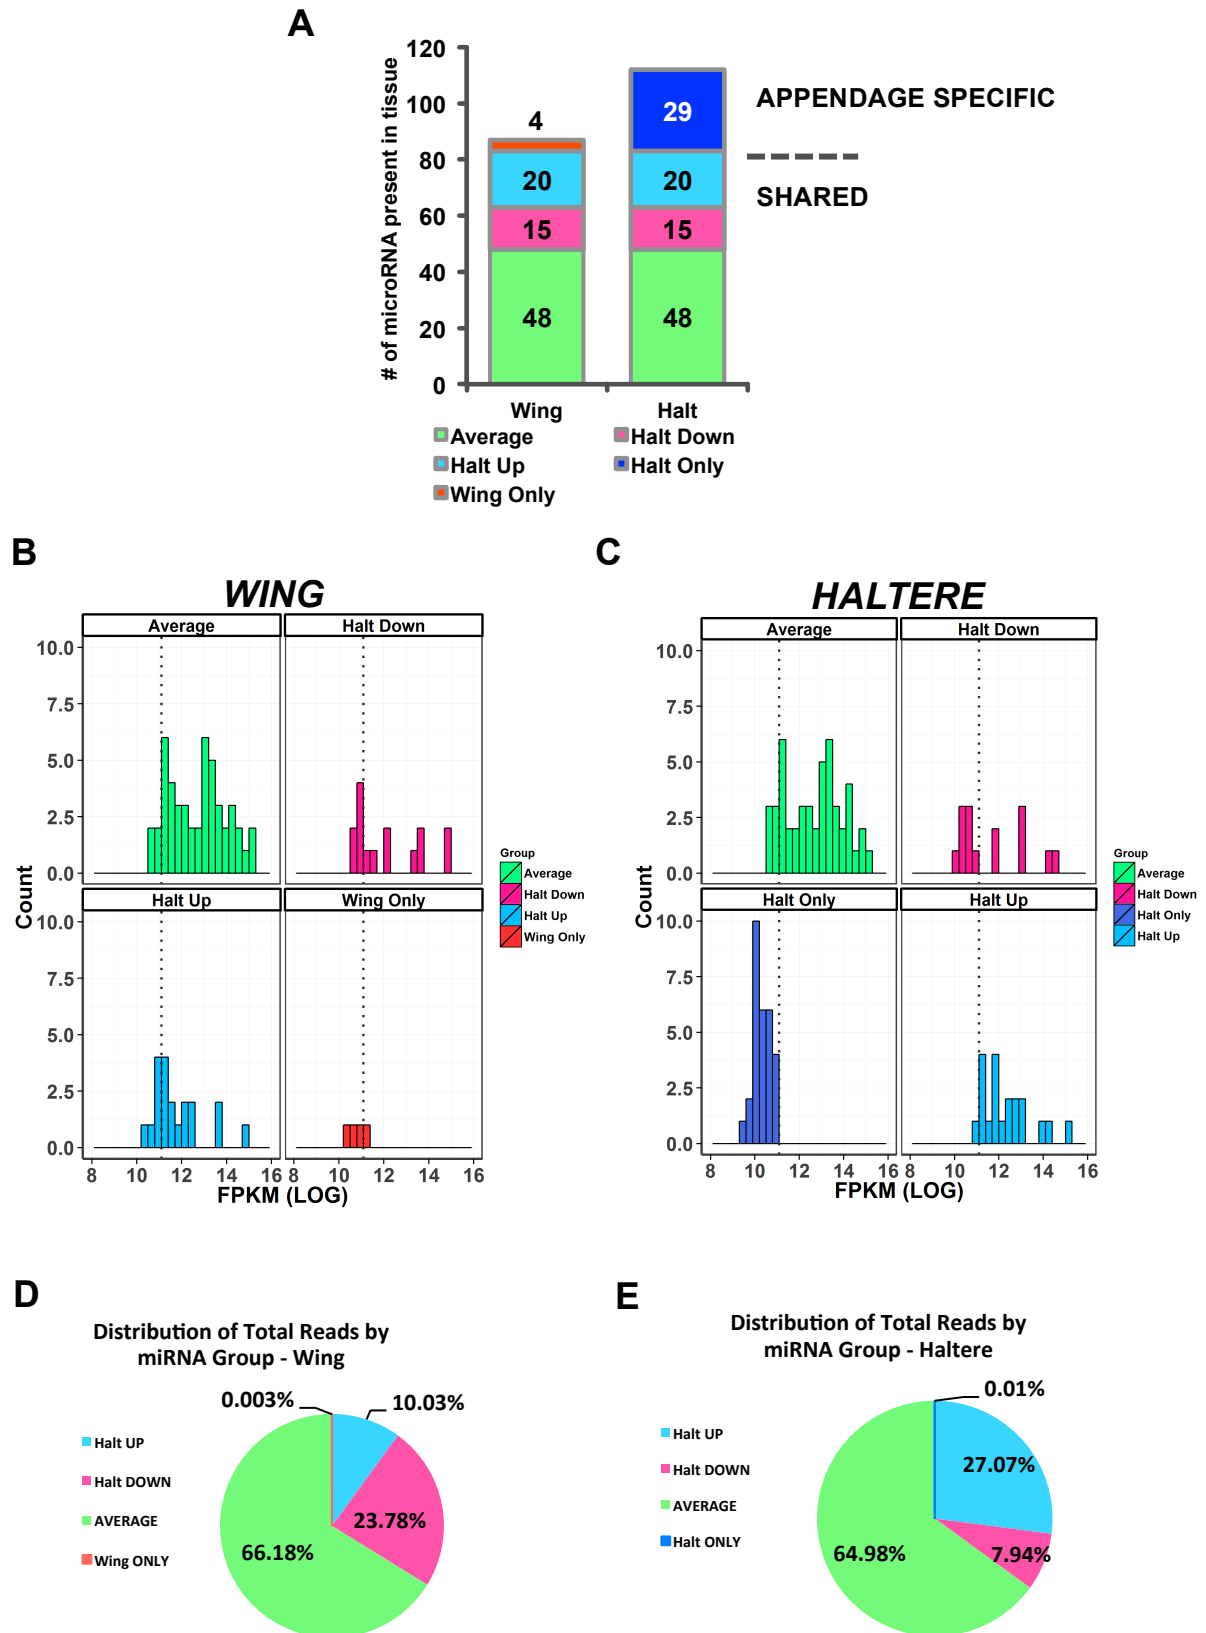 A
# of microRNA present in tissue
120
100
80
60
40
20
0
4
20
15
48
29
20
15
48
APPENDAGE SPECIFIC
SHARED
Wing
Halt
Average
Halt Down
Halt Up
Halt Only
Wing Only
B
WING
Average
Halt Down
10.0
7.5
5.0
2.5
0.0
Halt Up
Wing Only
10.0
7.5
5.0
2.5
0.0
Count
8 10 12 14 16 8 10 12 14 16
FPKM (LOG)
Group
Average
Halt Down
Halt Up
Wing Only
C
HALTERE
Average
Halt Down
10.0
7.5
5.0
2.5
0.0
Halt Only
Halt Up
10.0
7.5
5.0
2.5
0.0
Count
8 10 12 14 16 8 10 12 14 16
FPKM (LOG)
Group
Average
Halt Down
Halt Only
Halt Up
D
Distribution of Total Reads by
miRNA Group - Wing
0.003%
10.03%
23.78%
66.18%
Halt UP
Halt DOWN
AVERAGE
Wing ONLY
E
Distribution of Total Reads by
miRNA Group - Haltere
0.01%
27.07%
7.94%
64.98%
Halt UP
Halt DOWN
AVERAGE
Halt ONLY